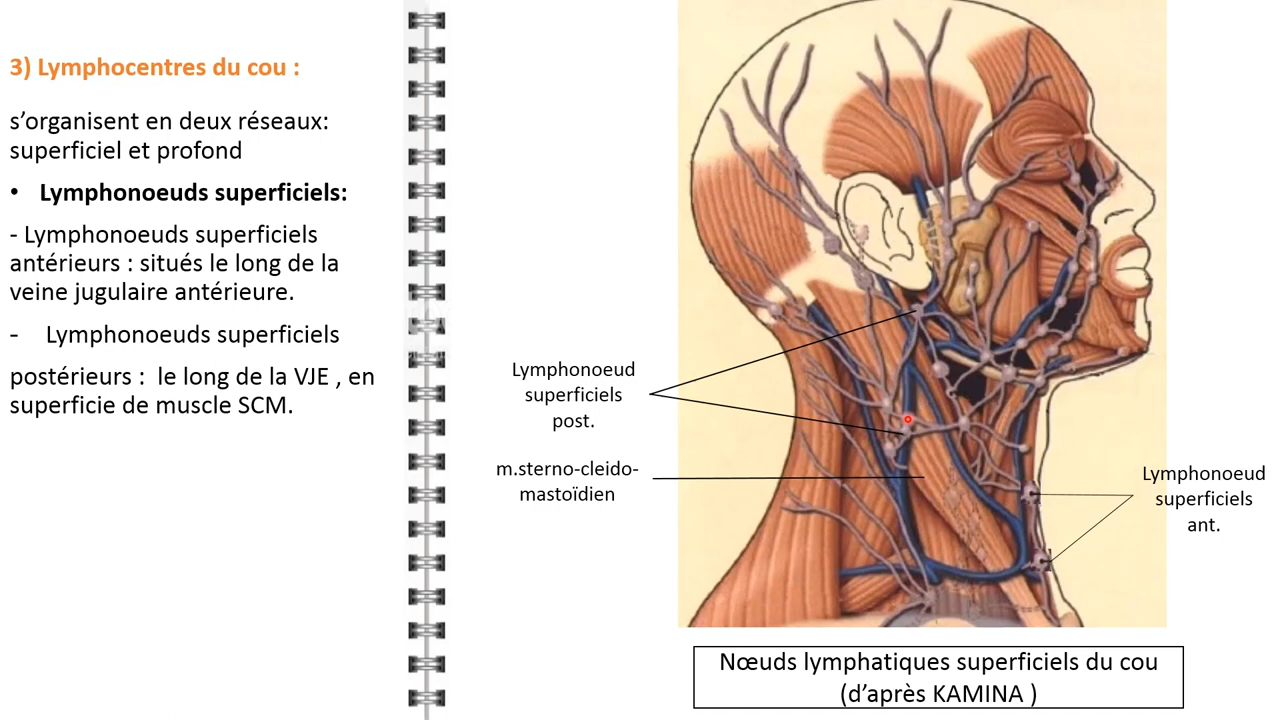 3) Lymphocentres du cou :
s’organisent en deux réseaux:
superficiel et profond
• Lymphonoeuds superficiels:
- Lymphonoeuds superficiels
antérieurs : situés le long de la
veine jugulaire antérieure.
- Lymphonoeuds superficiels
postérieurs : le long de la VJE , en
superficie de muscle SCM.
Lymphonoeud
superficiels
post.
m.sterno-cleido-
mastoïdien
Lymphonoeud
superficiels
ant.
Nœuds lymphatiques superficiels du cou
(d’après KAMINA )